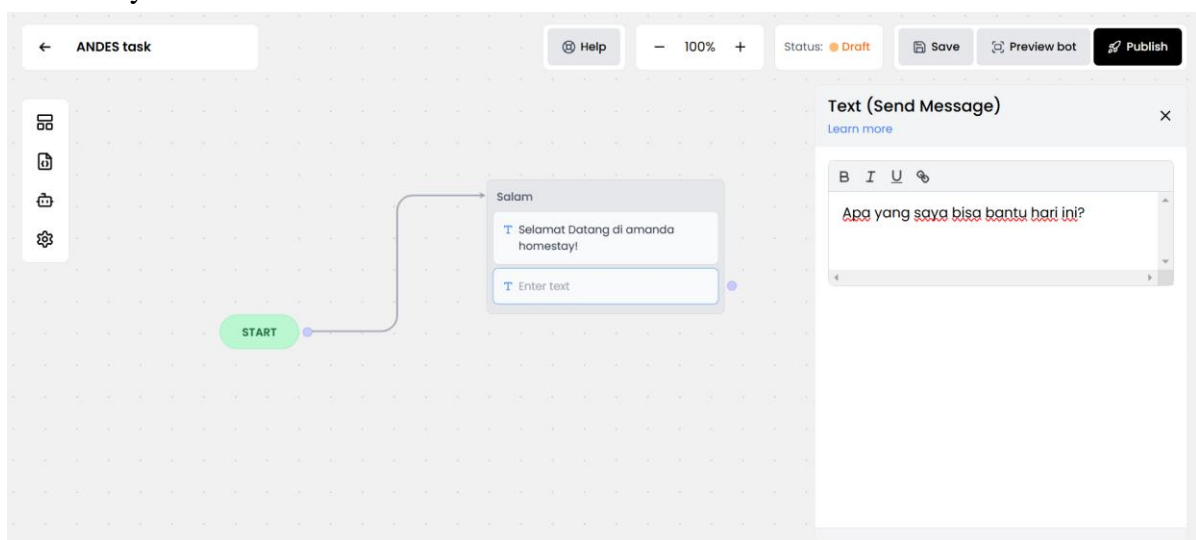 ANDES task
Help
100%
Status: Draft
Save
Preview bot
Publish
Text (Send Message)
Learn more
B I U
Apa yang saya bisa bantu hari ini?
Salam
T Selamat Datang di amanda
homestay!
T Enter text
START